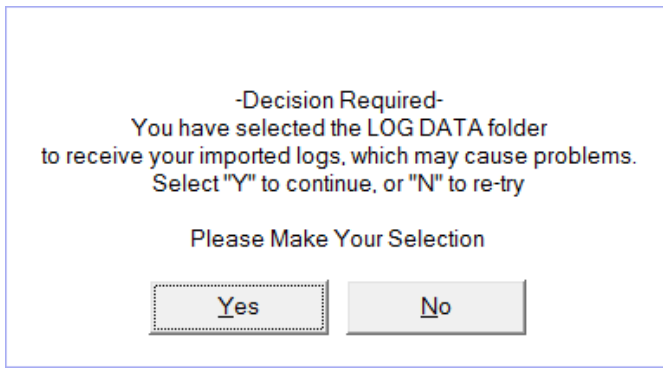 -Decision Required-
You have selected the LOG DATA folder
to receive your imported logs, which may cause problems.
Select "Y" to continue, or "N" to re-try
Please Make Your Selection
Yes
No